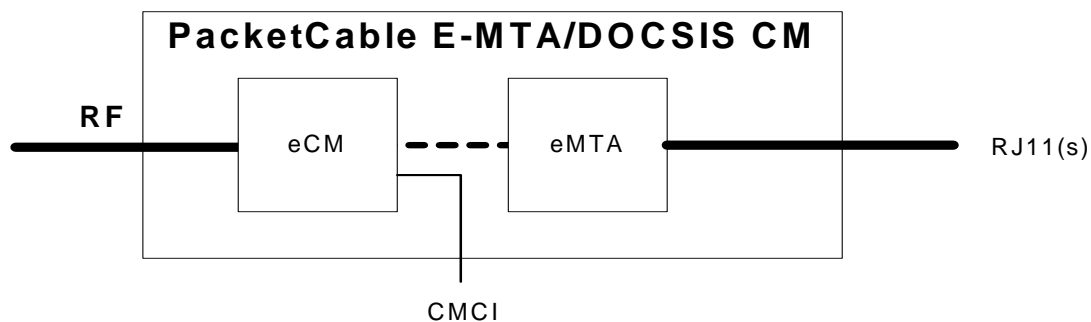 PacketCable E-MTA/DOCSIS CM
RF
eCM
eMTA
RJ11(s)
CMCI